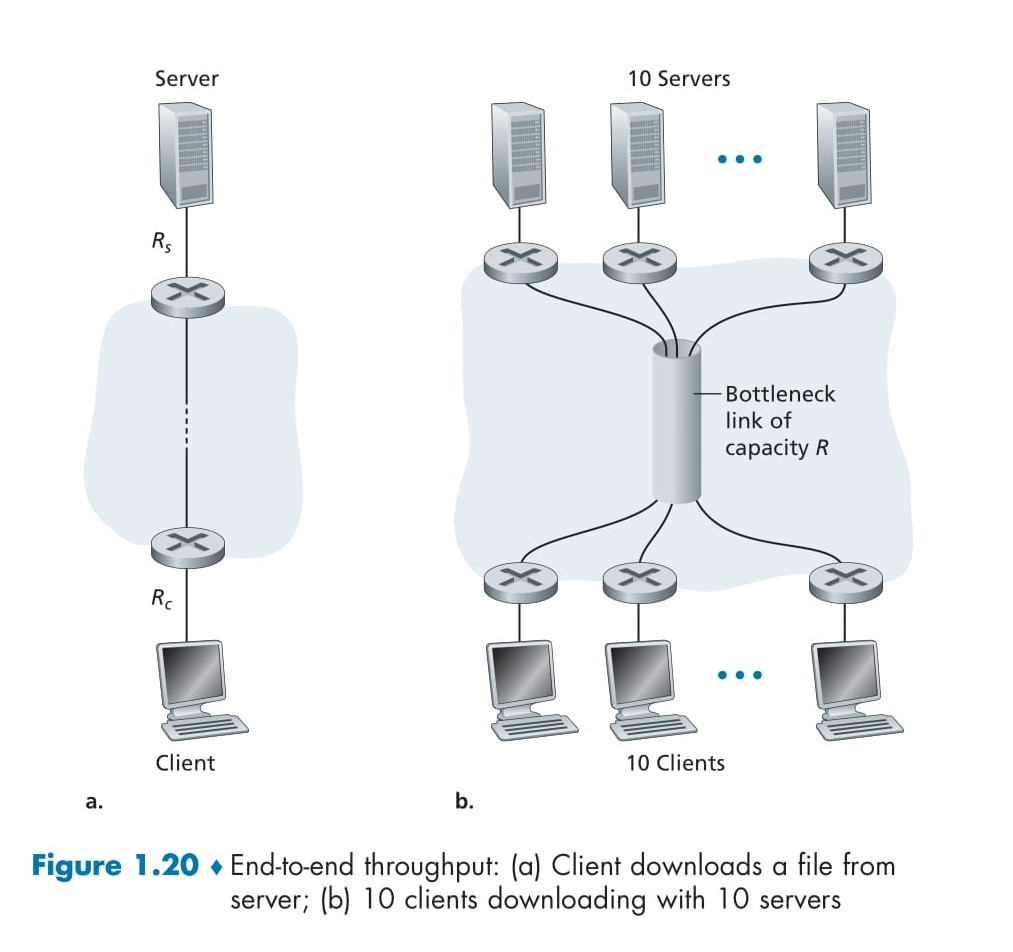 Server
R_s
R_c
Client
a.
10 Servers
Bottleneck
link of
capacity R
10 Clients
b.
Figure 1.20 ♦ End-to-end throughput: (a) Client downloads a file from
server; (b) 10 clients downloading with 10 servers